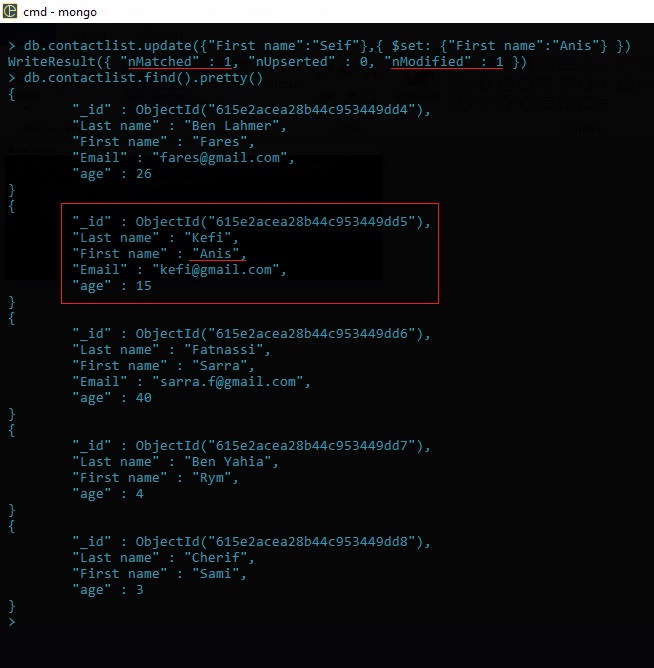 cmd - mongo
> db.contactlist.update({"First name":"Seif"},{ $set: {"First name":"Anis"} })
WriteResult({ "nMatched" : 1, "nUpserted" : 0, "nModified" : 1 })
> db.contactlist.find().pretty()
{
"_id" : ObjectId("615e2acea28b44c953449dd4"),
"Last name" : "Ben Lahmer",
"First name" : "Fares",
"Email" : "fares@gmail.com",
"age" : 26
}
{
"_id" : ObjectId("615e2acea28b44c953449dd5"),
"Last name" : "Kefi",
"First name" : "Anis",
"Email" : "kefi@gmail.com",
"age" : 15
}
{
"_id" : ObjectId("615e2acea28b44c953449dd6"),
"Last name" : "Fatnassi",
"First name" : "Sarra",
"Email" : "sarra.f@gmail.com",
"age" : 40
}
{
"_id" : ObjectId("615e2acea28b44c953449dd7"),
"Last name" : "Ben Yahia",
"First name" : "Rym",
"age" : 4
}
{
"_id" : ObjectId("615e2acea28b44c953449dd8"),
"Last name" : "Cherif",
"First name" : "Sami",
"age" : 3
}
>